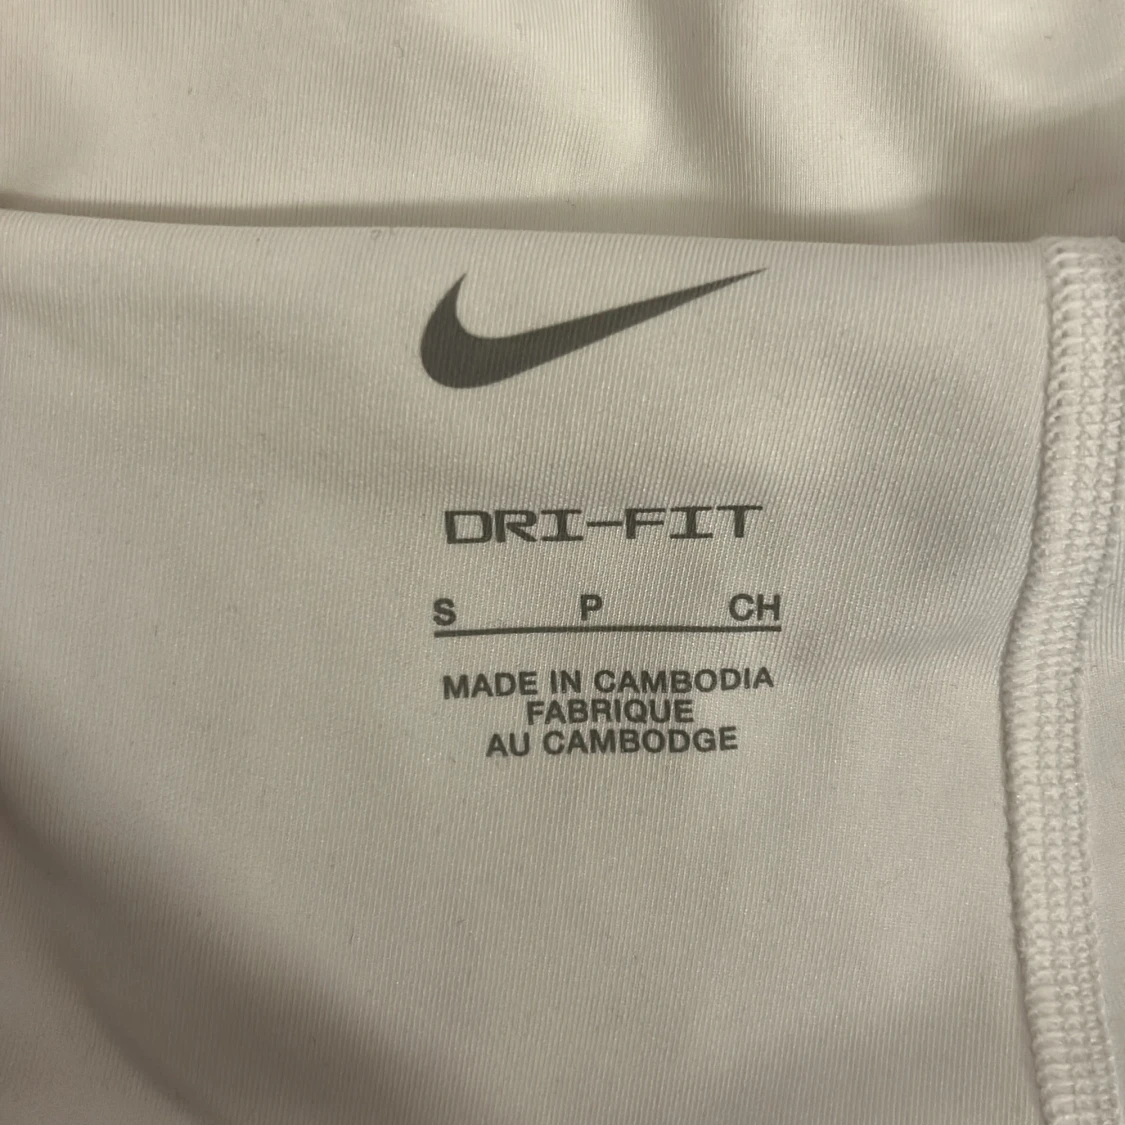 DRI-FIT
S P CH
MADE IN CAMBODIA
FABRIQUE
AU CAMBODGE